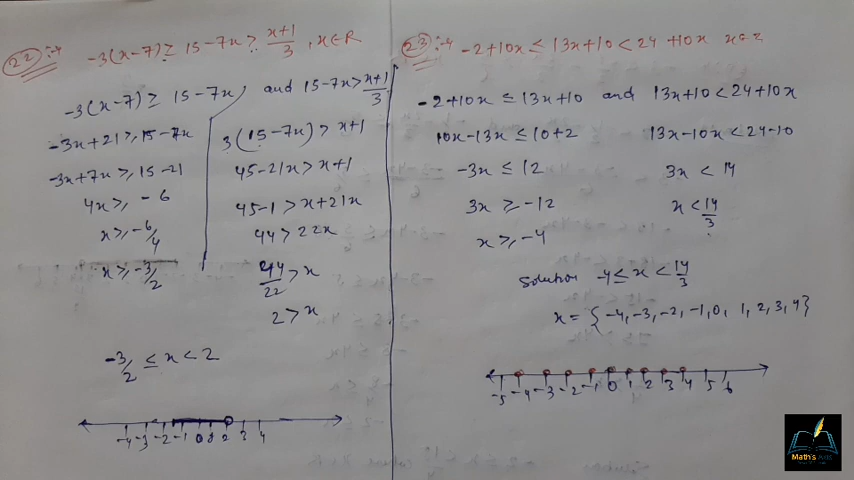 22 :-) -3(x-7) ≥ 15-7x > x+1/3 , x∈R
-3(x-7) ≥ 15-7x, and 15-7x > x+1/3
-3x+21 ≥ 15-7x
-3x+7x ≥ 15-21
4x ≥ -6
x ≥ -6/4
x ≥ -3/2
3(15-7x) > x+1
45-21x > x+1
45-1 > x+21x
44 > 22x
44/22 > x
2 > x
-3/2 ≤ x < 2
-4 -3 -2 -1 0 1 2 3 4
23 :-) -2+10x ≤ 13x+10 < 24+10x x∈z
-2+10x ≤ 13x+10 and 13x+10 < 24+10x
10x-13x ≤ 10+2
-3x ≤ 12
3x ≥ -12
x ≥ -4
13x-10x < 24-10
3x < 14
x < 14/3
Solution -4 ≤ x < 14/3
x = {-4, -3, -2, -1, 0, 1, 2, 3, 4}
-5 -4 -3 -2 -1 0 1 2 3 4 5 6
Math's